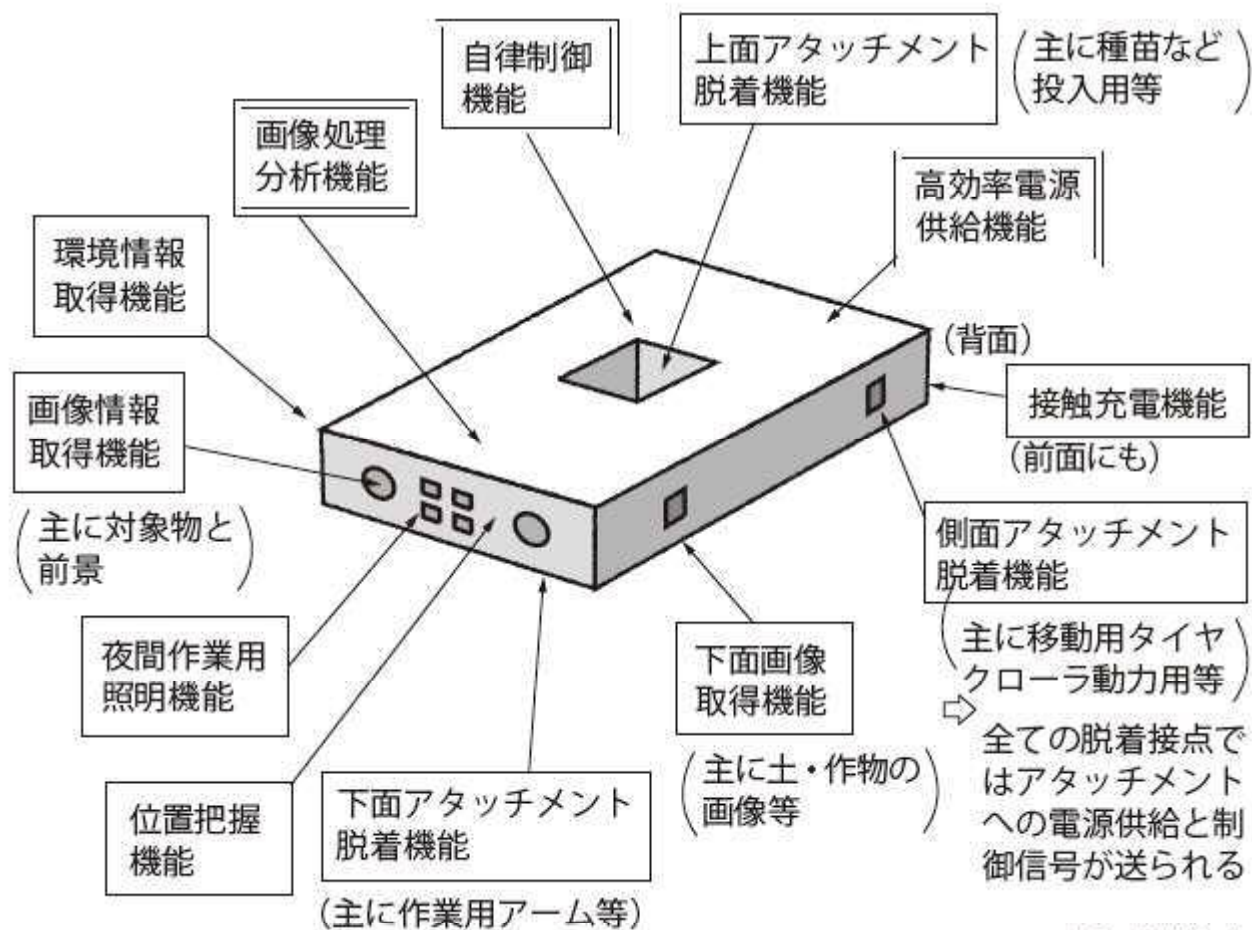 自律制御
機能
上面アタッチメント
脱着機能
(主に種苗など
投入用等)
画像処理
分析機能
高効率電源
供給機能
環境情報
取得機能
(背面)
接触充電機能
(前面にも)
画像情報
取得機能
(主に対象物と
前景)
側面アタッチメント
脱着機能
(主に移動用タイヤ
クローラ動力用等)
⇨
全ての脱着接点で
はアタッチメント
への電源供給と制
御信号が送られる
夜間作業用
照明機能
下面画像
取得機能
(主に土・作物の
画像等)
位置把握
機能
下面アタッチメント
脱着機能
(主に作業用アーム等)